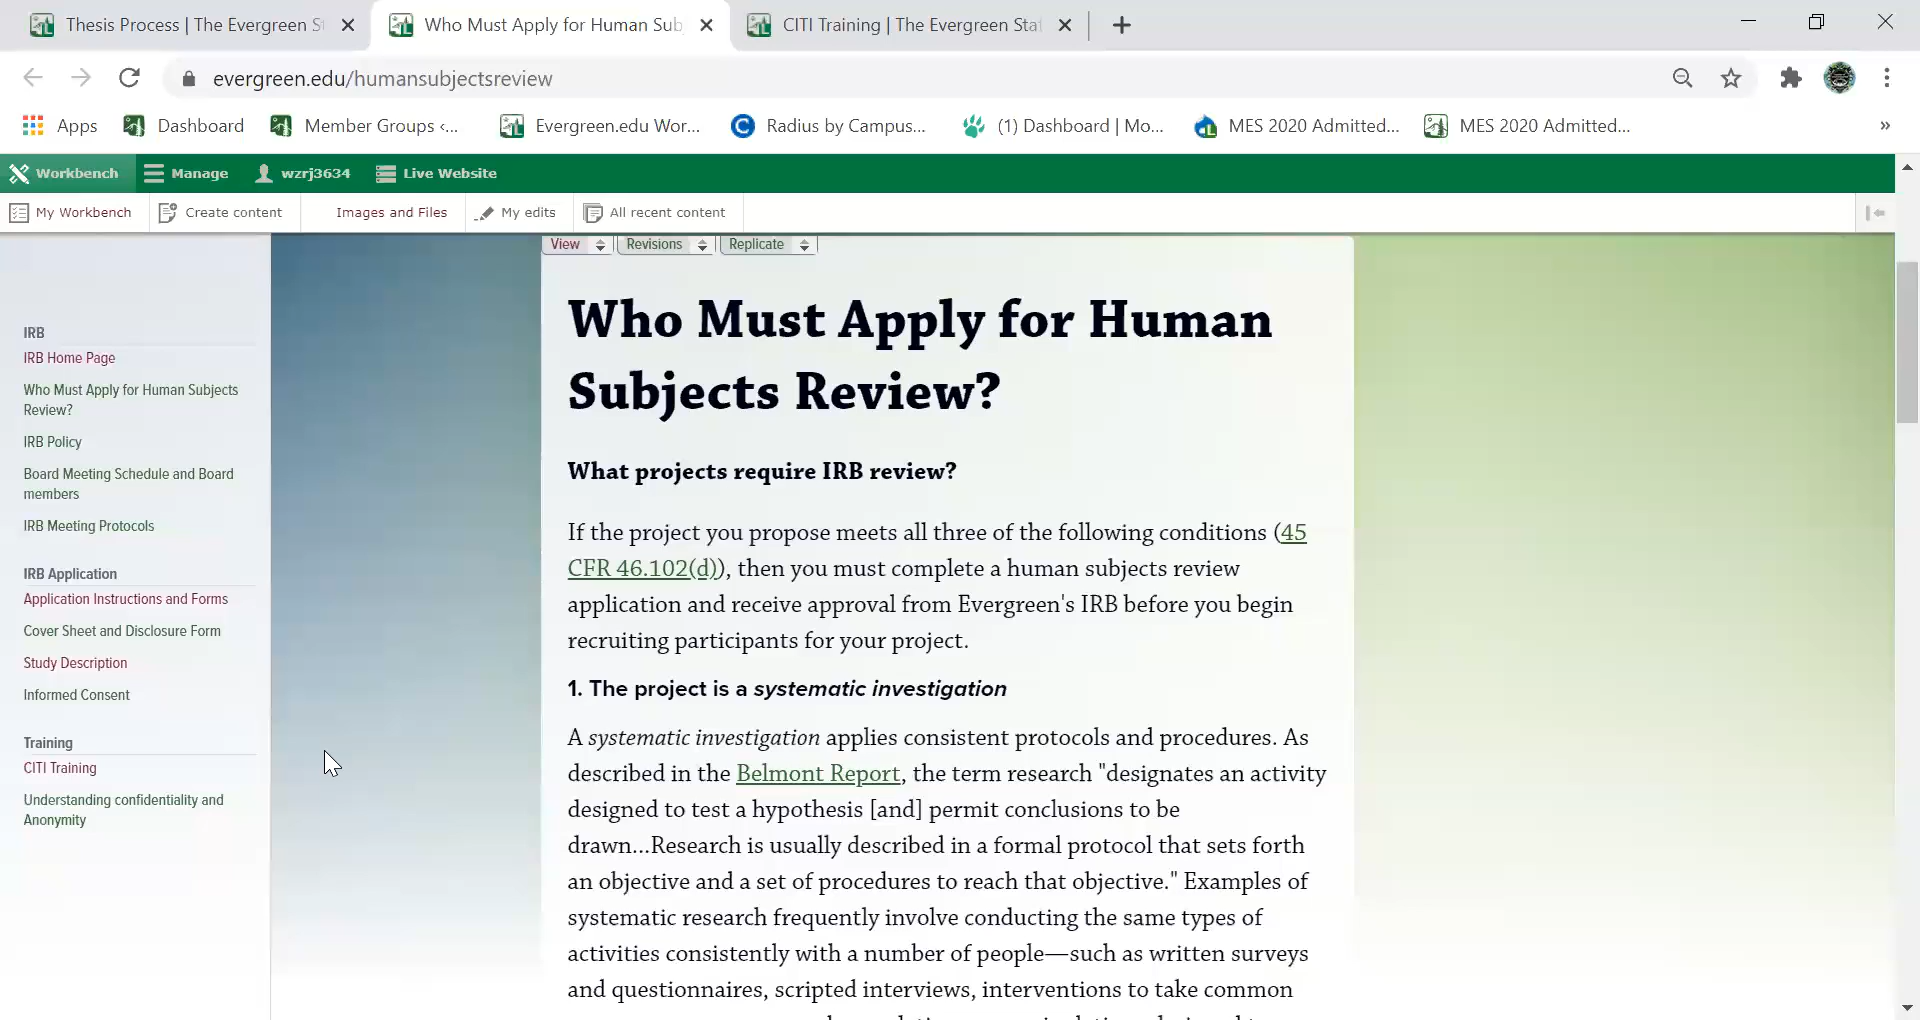 Thesis Process | The Evergreen St
Who Must Apply for Human Sub
CITI Training | The Evergreen Stat
evergreen.edu/humansubjectsreview
Apps
Dashboard
Member Groups ‹...
Evergreen.edu Wor...
Radius by Campus...
(1) Dashboard | Mo...
MES 2020 Admitted...
MES 2020 Admitted...
»
Workbench
Manage
wzrj3634
Live Website
My Workbench
Create content
Images and Files
My edits
All recent content
IRB
IRB Home Page
Who Must Apply for Human Subjects
Review?
IRB Policy
Board Meeting Schedule and Board
members
IRB Meeting Protocols
IRB Application
Application Instructions and Forms
Cover Sheet and Disclosure Form
Study Description
Informed Consent
Training
CITI Training
Understanding confidentiality and
Anonymity
View
Revisions
Replicate
Who Must Apply for Human
Subjects Review?
What projects require IRB review?
If the project you propose meets all three of the following conditions (45
CFR 46.102(d)), then you must complete a human subjects review
application and receive approval from Evergreen's IRB before you begin
recruiting participants for your project.
1. The project is a systematic investigation
A systematic investigation applies consistent protocols and procedures. As
described in the Belmont Report, the term research "designates an activity
designed to test a hypothesis [and] permit conclusions to be
drawn...Research is usually described in a formal protocol that sets forth
an objective and a set of procedures to reach that objective." Examples of
systematic research frequently involve conducting the same types of
activities consistently with a number of people—such as written surveys
and questionnaires, scripted interviews, interventions to take common